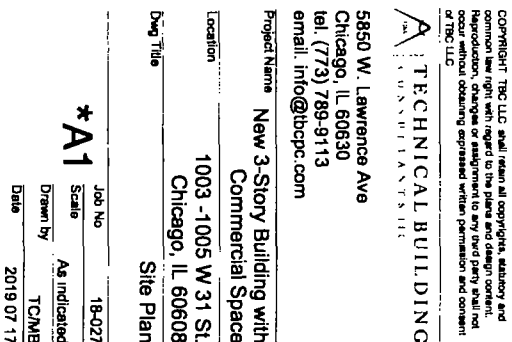 COPYRIGHT TBC LLC shall retain all copyrights, statutory and
common law right with regard to the plans and design content.
Reproduction, changes or assignment to any third party shall not
occur without obtaining expressed written permission and consent
of TBC LLC
TECHNICAL BUILDING
CONSULTANTS LLC
5850 W. Lawrence Ave
Chicago, IL 60630
tel. (773) 789-9113
email. info@tbcpc.com
Project Name New 3-Story Building with
Commercial Space
Location 1003 -1005 W 31 St.
Chicago, IL 60608
Dwg Title Site Plan
*A1
Job No 18-027
Scale As indicated
Drawn by TC/MB
Date 2019 07 17